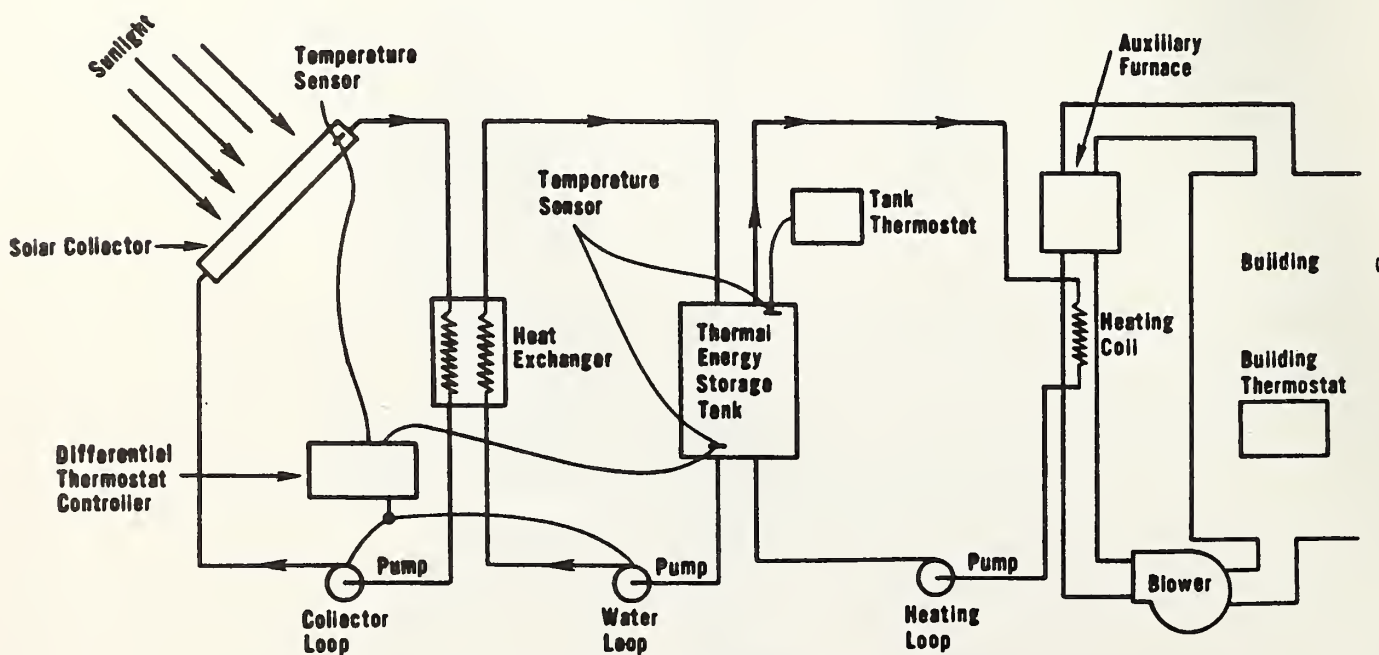 Sunlight
Temperature
Sensor
Auxiliary
Furnace
Temperature
Sensor
Tank
Thermostat
Solar Collector
Building
Heat
Exchanger
Thermal
Energy
Storage
Tank
Heating
Coil
Building
Thermostat
Differential
Thermostat
Controller
Pump
Pump
Pump
Blower
Collector
Loop
Water
Loop
Heating
Loop